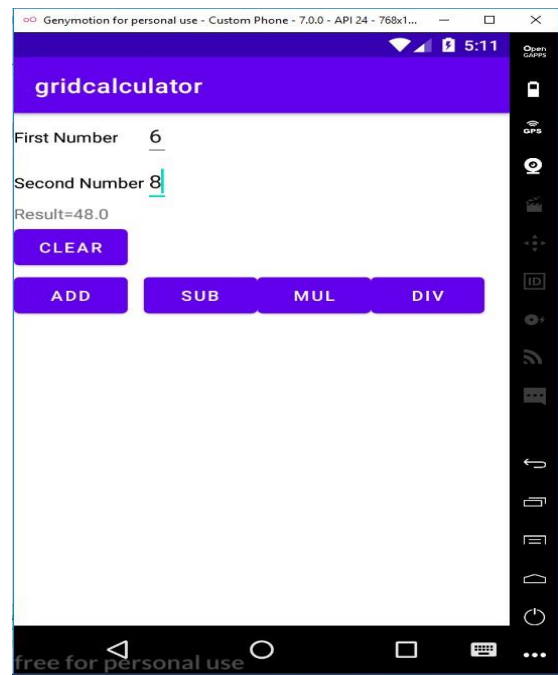 Genymotion for personal use - Custom Phone - 7.0.0 - API 24 - 768x1...
5:11
Open
GAPPS
gridcalculator
GPS
First Number 6
Second Number 8
Result=48.0
CLEAR
ID
ADD SUB MUL DIV
free for personal use